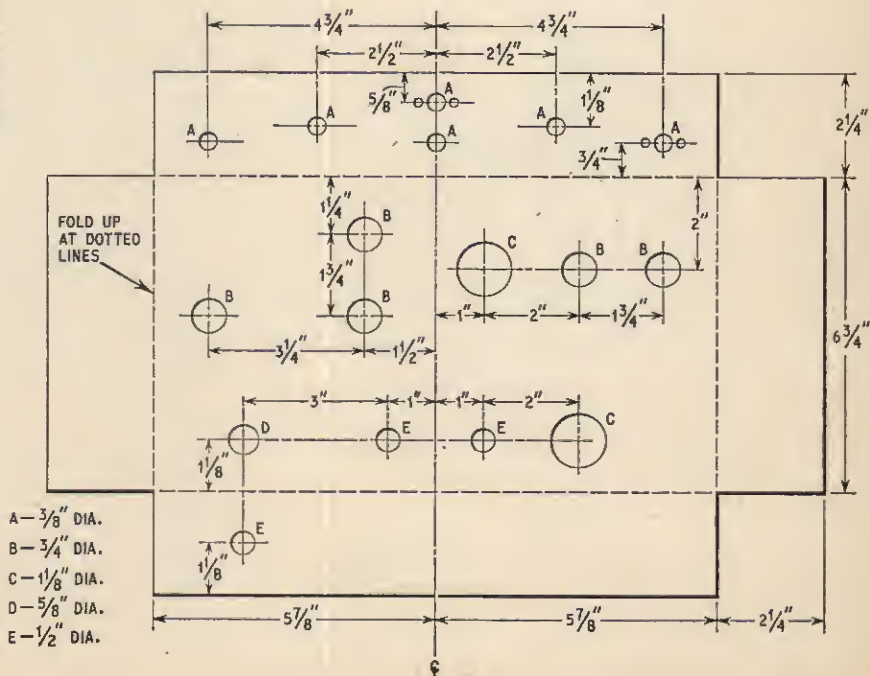 4 3/4" 4 3/4"
2 1/2" 2 1/2"
5/8" A 1 1/8" 2 1/4"
A A A A A
3/4"
1 1/4" 2"
FOLD UP
AT DOTTED
LINES
B C B B
1 3/4"
B B
1" 2" 1 3/4"
6 3/4"
3 1/4" 1 1/2"
3" 1" 1" 2"
D E E C
1 1/8"
A – 3/8" DIA.
B – 3/4" DIA.
C – 1 1/8" DIA.
D – 5/8" DIA.
E – 1/2" DIA.
E
1 1/8"
5 7/8" 5 7/8" 2 1/4"
℄